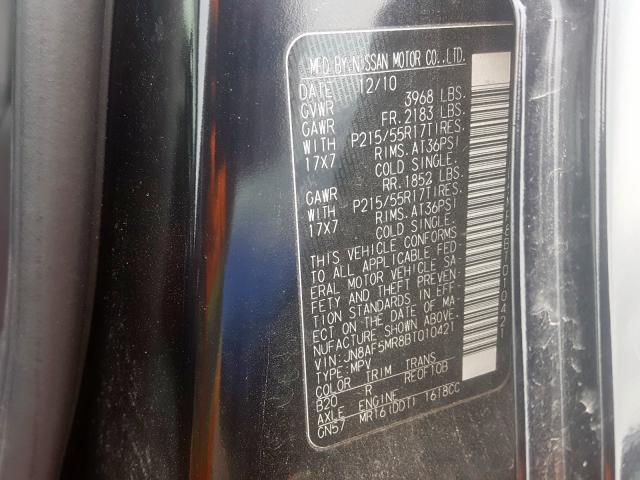 MFD BY: NISSAN MOTOR CO.,LTD.
DATE 12/10
GVWR 3968 LBS.
GAWR FR.2183 LBS.
WITH P215/55R17TIRES.
17X7 RIMS.AT36PSI
COLD SINGLE.
GAWR RR.1852 LBS.
WITH P215/55R17TIRES.
17X7 RIMS.AT36PSI
COLD SINGLE.
THIS VEHICLE CONFORMS
TO ALL APPLICABLE FED-
ERAL MOTOR VEHICLE SA-
FETY AND THEFT PREVEN-
TION STANDARDS IN EFF-
ECT ON THE DATE OF MA-
NUFACTURE SHOWN ABOVE.
VIN:JN8AF5MR8BT010421
TYPE:MPV
COLOR TRIM TRANS
B20 R RE0F10B
AXLE ENGINE
GN57 MR16(DDT) 1618CC